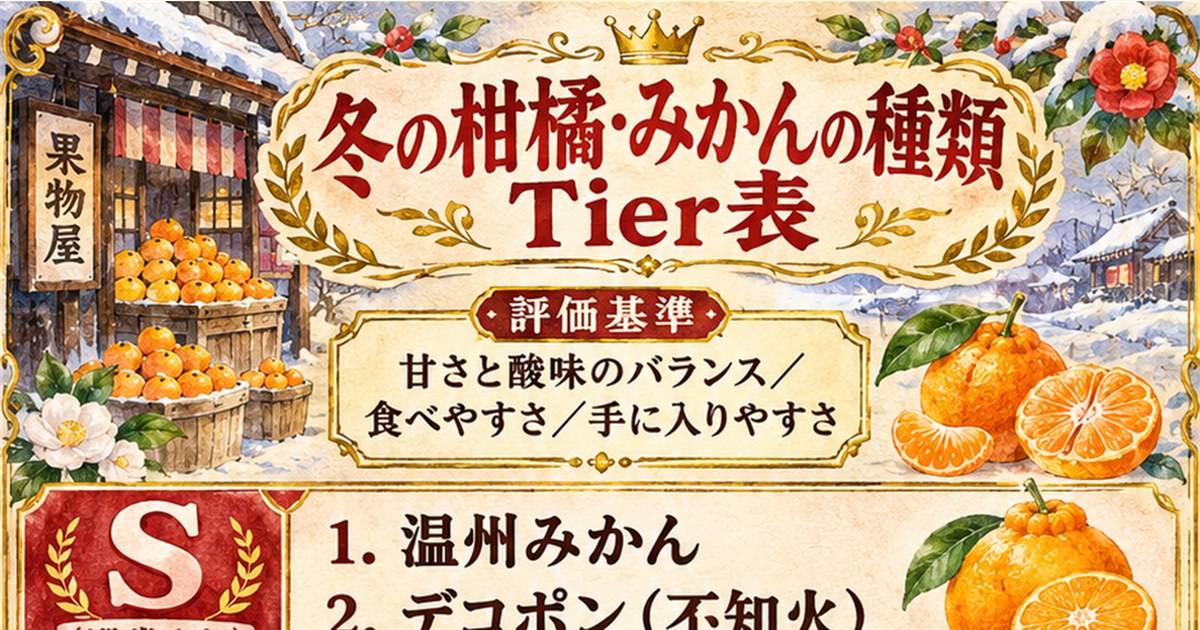 冬の柑橘・みかんの種類
Tier表
果物屋
評価基準
甘さと酸味のバランス／
食べやすさ／手に入りやすさ
S
1. 温州みかん
2. デコポン(不知火)